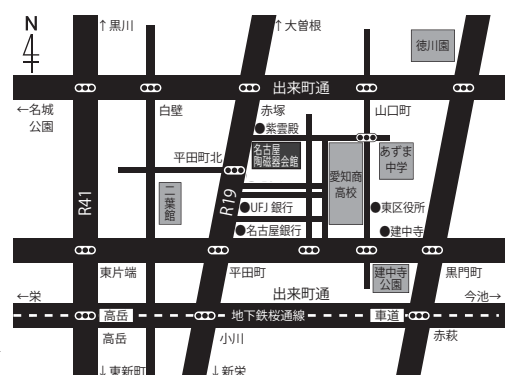 N
↑黒川
↑大曽根
徳川園
出来町通
←名城
公園
白壁
赤塚
山口町
●紫雲殿
名古屋
陶磁器会館
平田町北
愛知商
高校
あずま
中学
二葉館
R41
R19
●UFJ 銀行
●名古屋銀行
●東区役所
●建中寺
東片端
平田町
建中寺
公園
黒門町
←栄
出来町通
今池→
高岳
地下鉄桜通線
車道
高岳
小川
赤萩
↓東新町
↓新栄